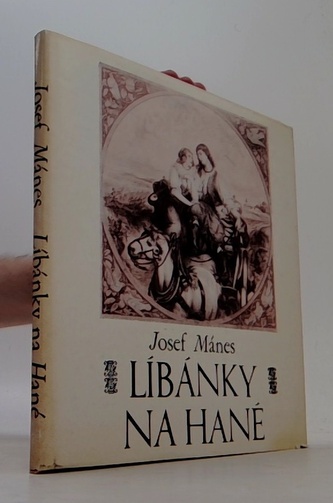 Josef Mánes Líbánky na Hané
Josef Mánes
LÍBÁNKY
NA HANÉ